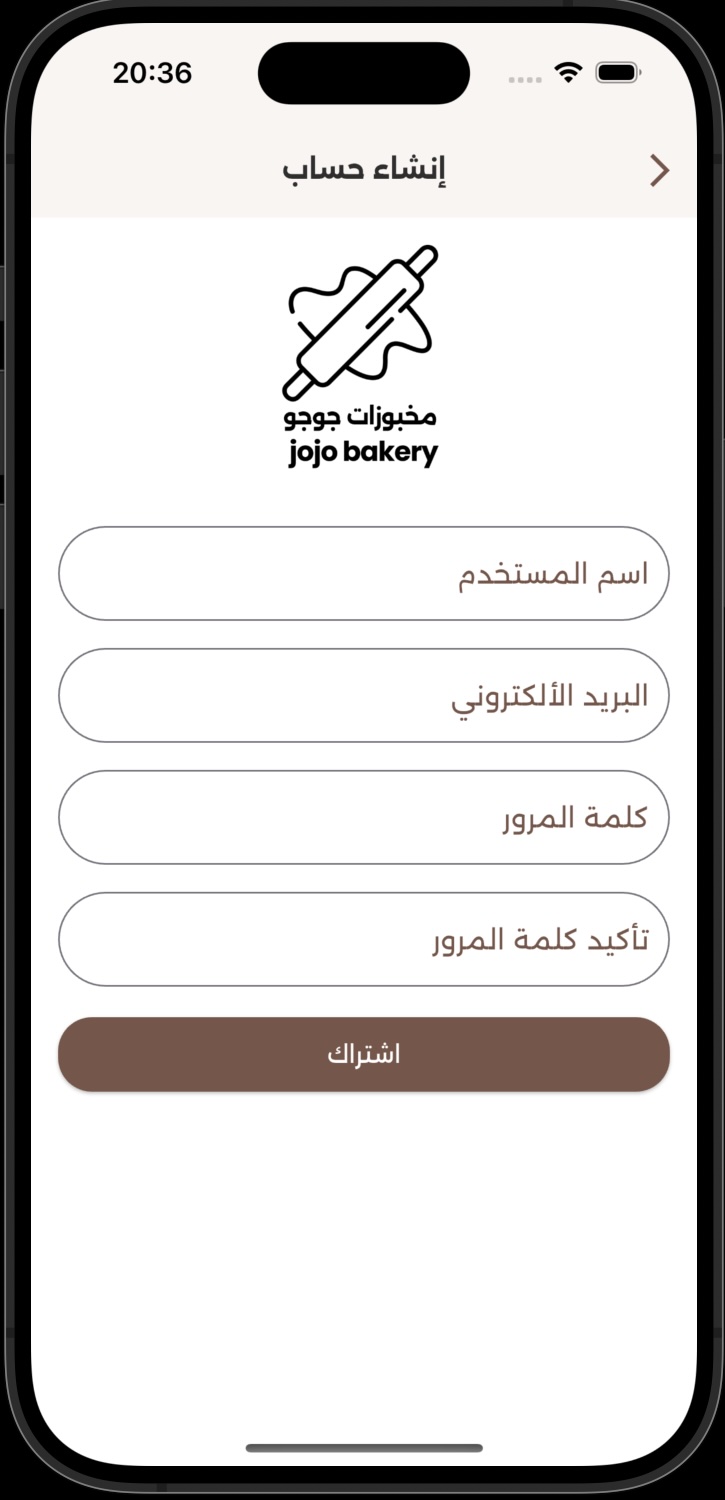 20:36
إنشاء حساب
مخبوزات جوجو
jojo bakery
اسم المستخدم
البريد الألكتروني
كلمة المرور
تأكيد كلمة المرور
اشتراك